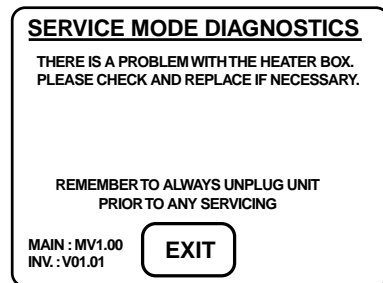 SERVICE MODE DIAGNOSTICS
THERE IS A PROBLEM WITH THE HEATER BOX.
PLEASE CHECK AND REPLACE IF NECESSARY.
REMEMBER TO ALWAYS UNPLUG UNIT
PRIOR TO ANY SERVICING
MAIN : MV1.00
INV. : V01.01
EXIT